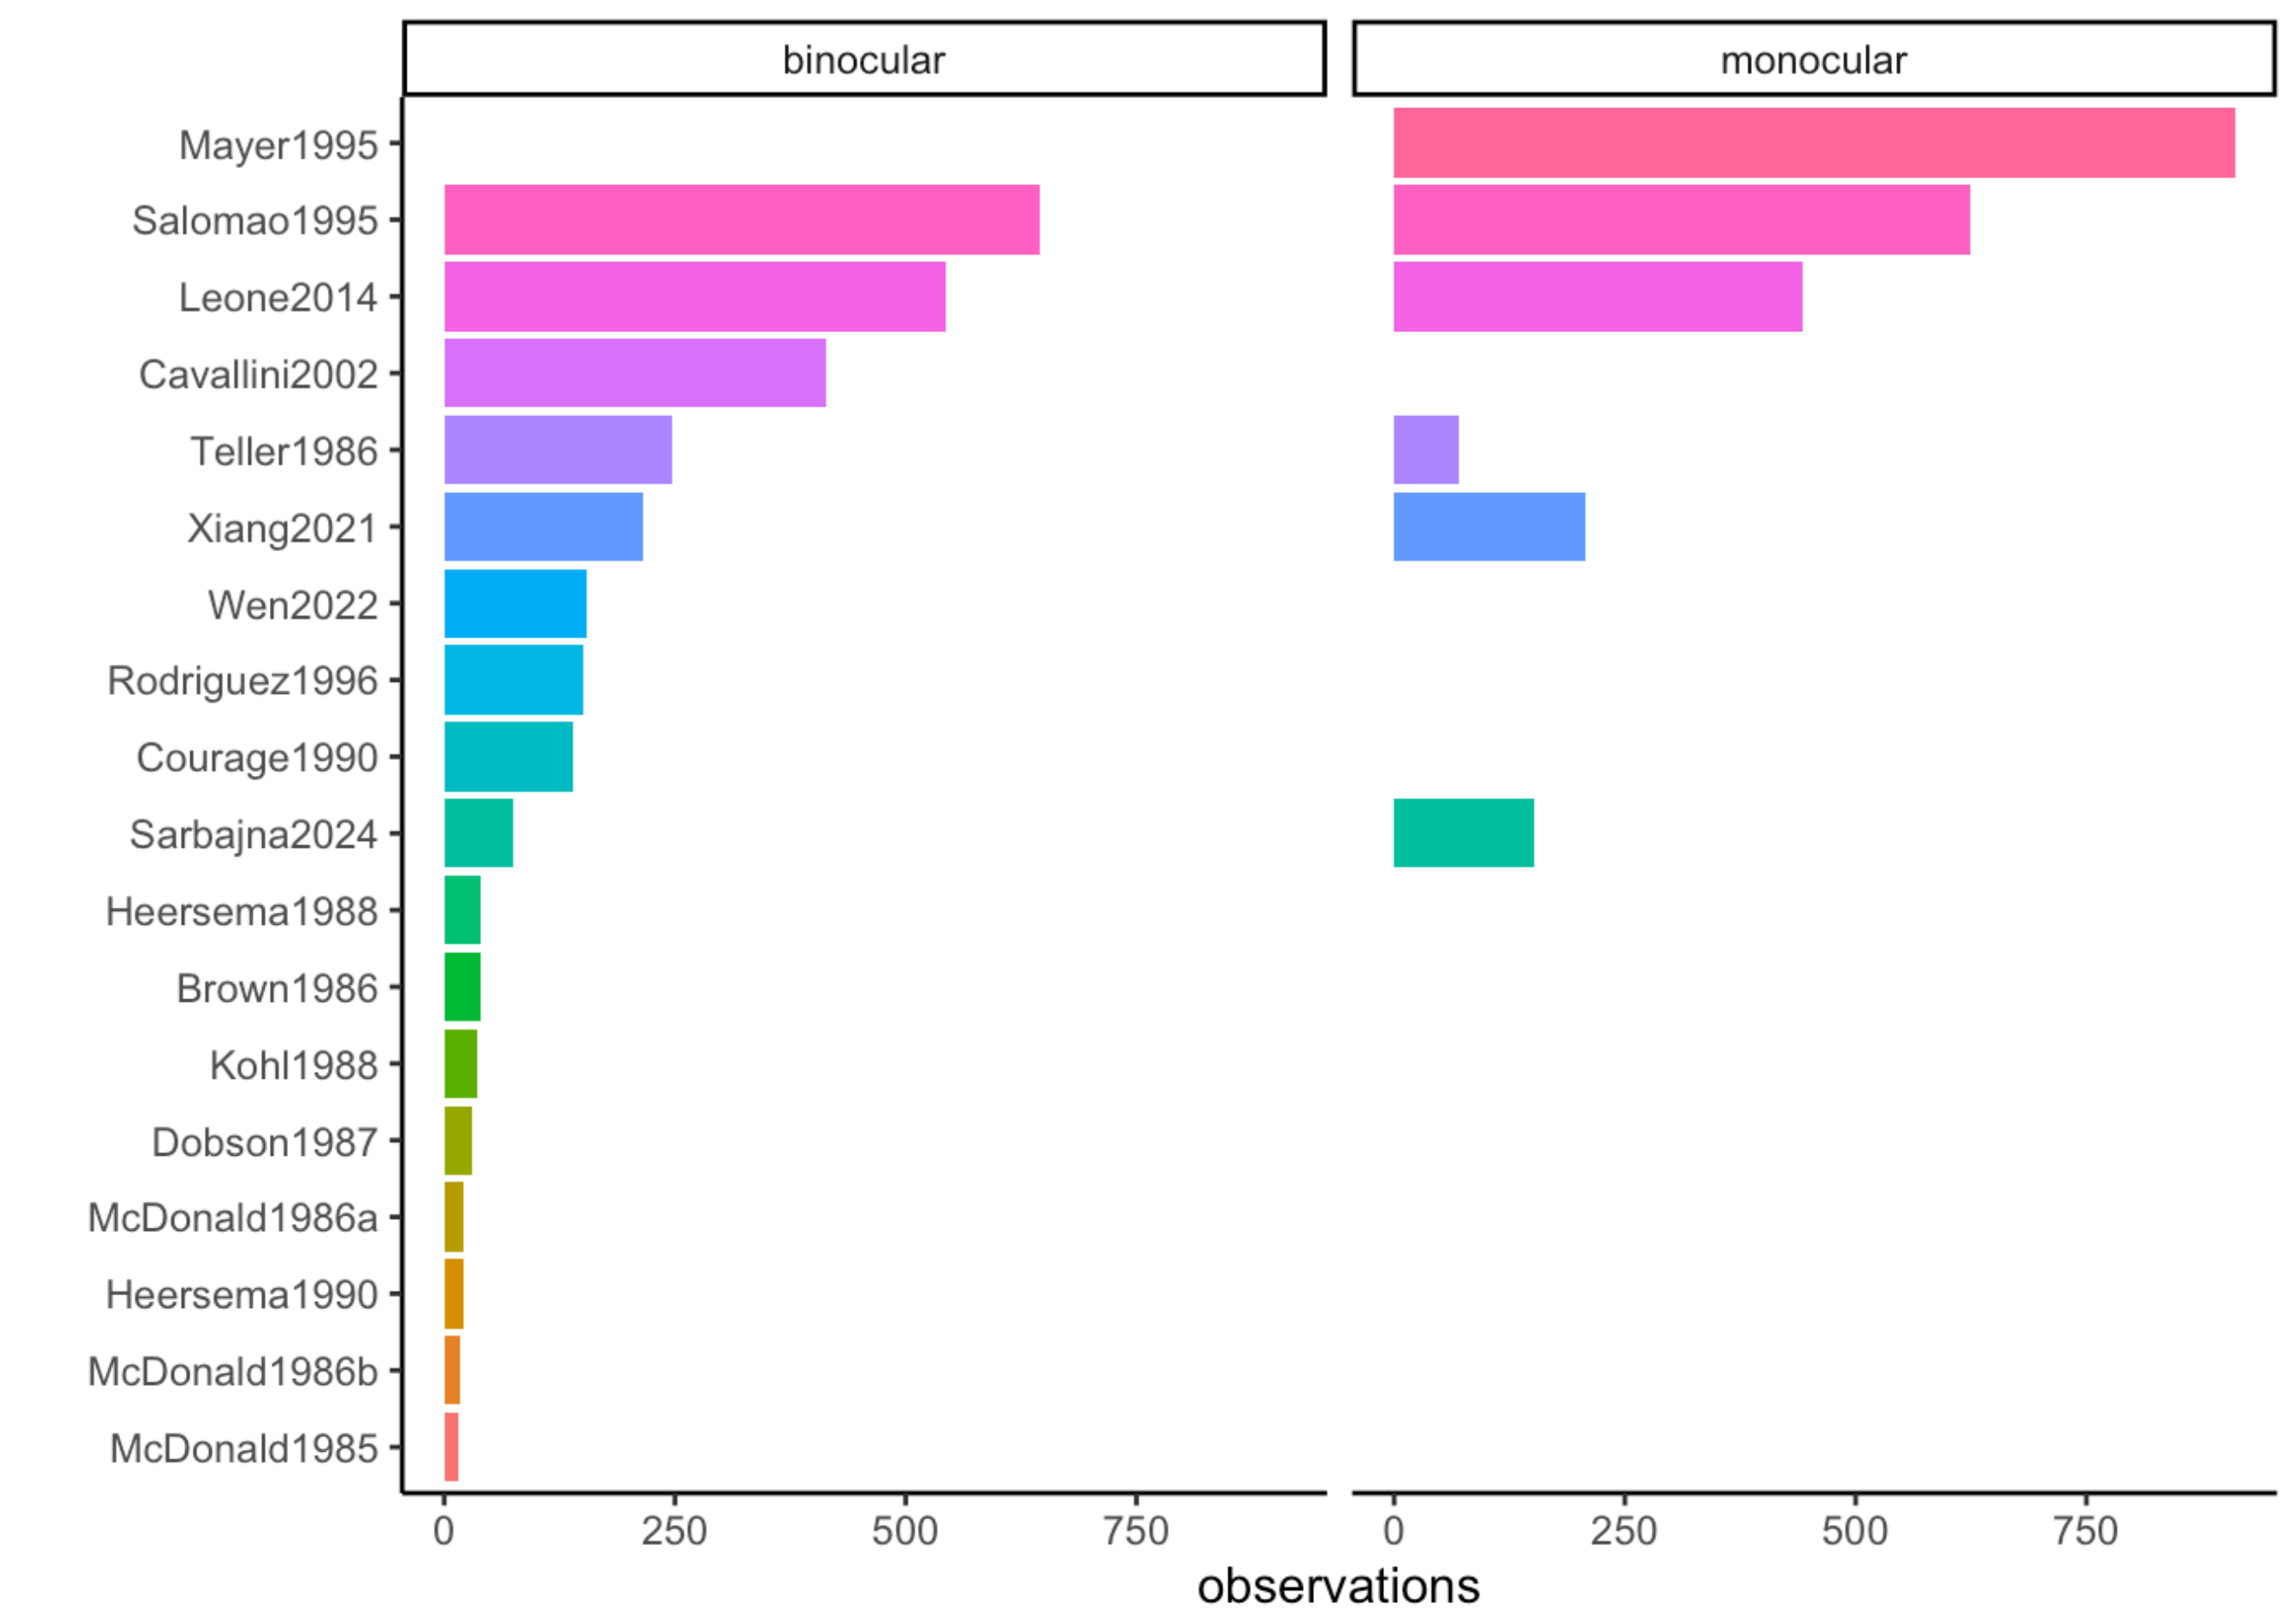 binocular
monocular
Mayer1995
Salomao1995
Leone2014
Cavallini2002
Teller1986
Xiang2021
Wen2022
Rodriguez1996
Courage1990
Sarbajna2024
Heersema1988
Brown1986
Kohl1988
Dobson1987
McDonald1986a
Heersema1990
McDonald1986b
McDonald1985
0 250 500 750
0 250 500 750
observations